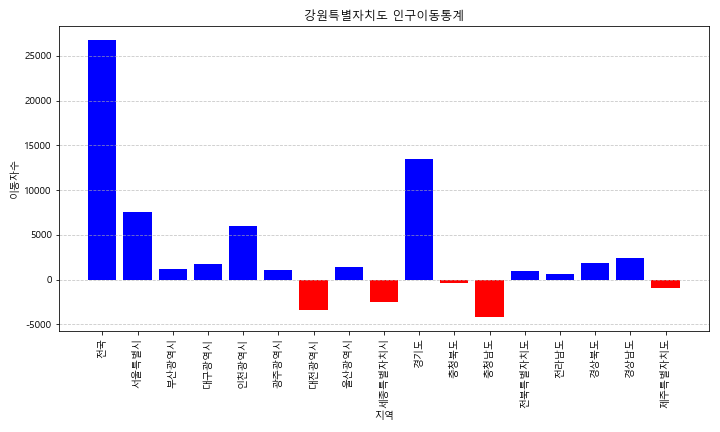 강원특별자치도 인구이동통계
이동자수
25000
20000
15000
10000
5000
0
-5000
전국
서울특별시
부산광역시
대구광역시
인천광역시
광주광역시
대전광역시
울산광역시
세종특별자치시
경기도
충청북도
충청남도
전북특별자치도
전라남도
경상북도
경상남도
제주특별자치도
지역